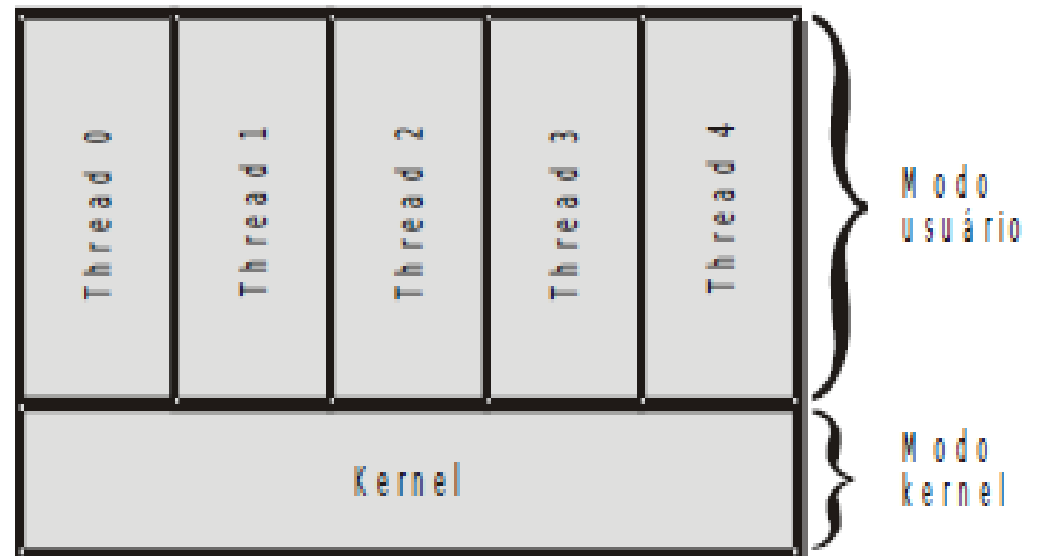 Thread 0
Thread 1
Thread 2
Thread 3
Thread 4
Modo
usuário
Kernel
Modo
kernel